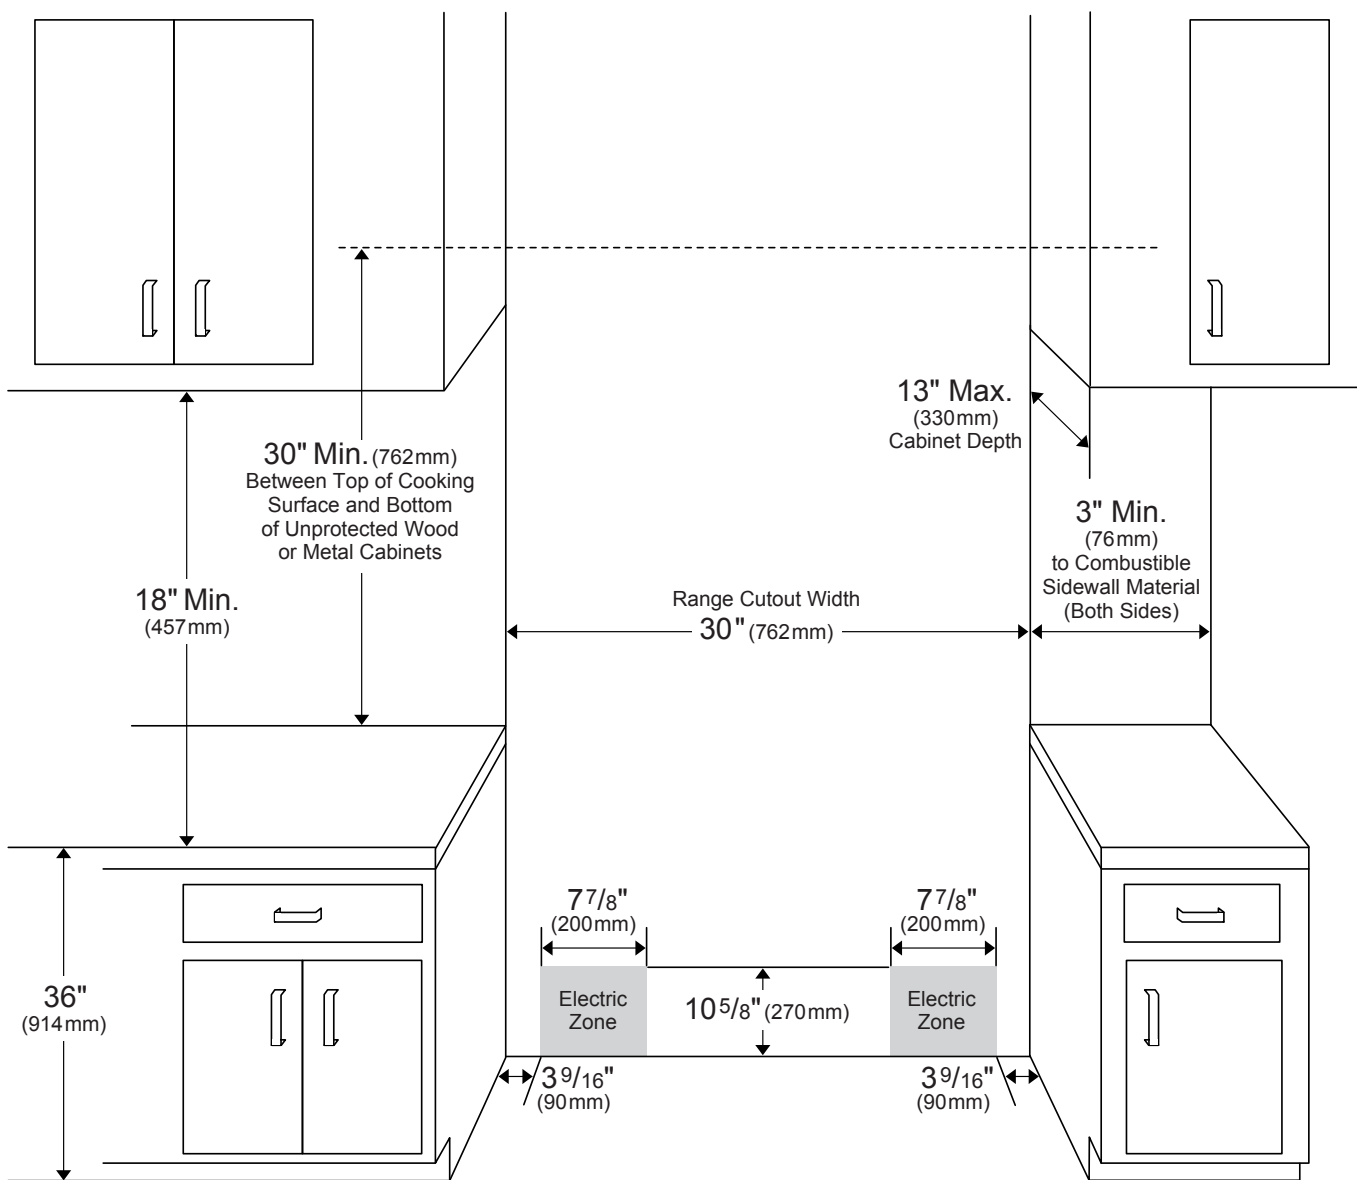 13" Max.
(330mm)
Cabinet Depth
30" Min. (762mm)
Between Top of Cooking
Surface and Bottom
of Unprotected Wood
or Metal Cabinets
3" Min.
(76mm)
to Combustible
Sidewall Material
(Both Sides)
18" Min.
(457mm)
Range Cutout Width
30" (762mm)
7 7/8"
(200mm)
7 7/8"
(200mm)
36"
(914mm)
Electric
Zone
10 5/8" (270mm)
Electric
Zone
3 9/16"
(90mm)
3 9/16"
(90mm)